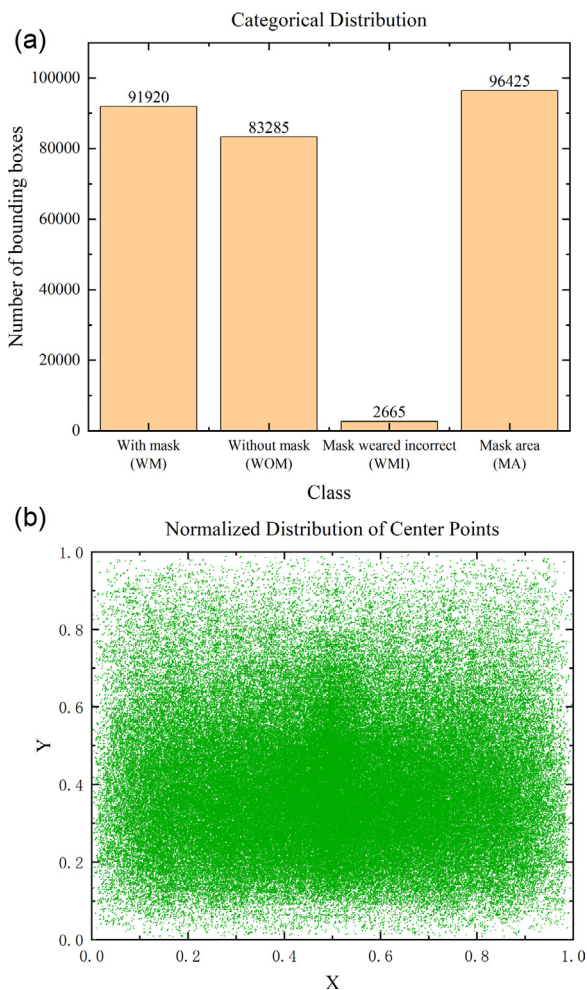 (a)
Categorical Distribution
Number of bounding boxes
100000
80000
60000
40000
20000
0
91920
83285
2665
96425
With mask
(WM)
Without mask
(WOM)
Mask weared incorrect
(WMI)
Mask area
(MA)
Class
(b)
Normalized Distribution of Center Points
Y
1.0
0.8
0.6
0.4
0.2
0.0
0.0 0.2 0.4 0.6 0.8 1.0
X